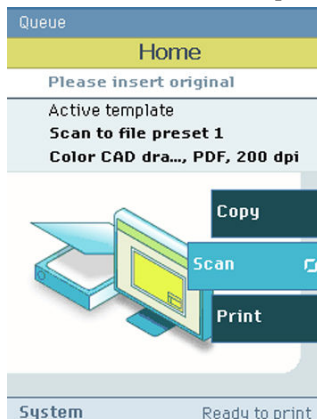 Queue
Home
Please insert original
Active template
Scan to file preset 1
Color CAD dra..., PDF, 200 dpi
Copy
Scan
Print
System Ready to print